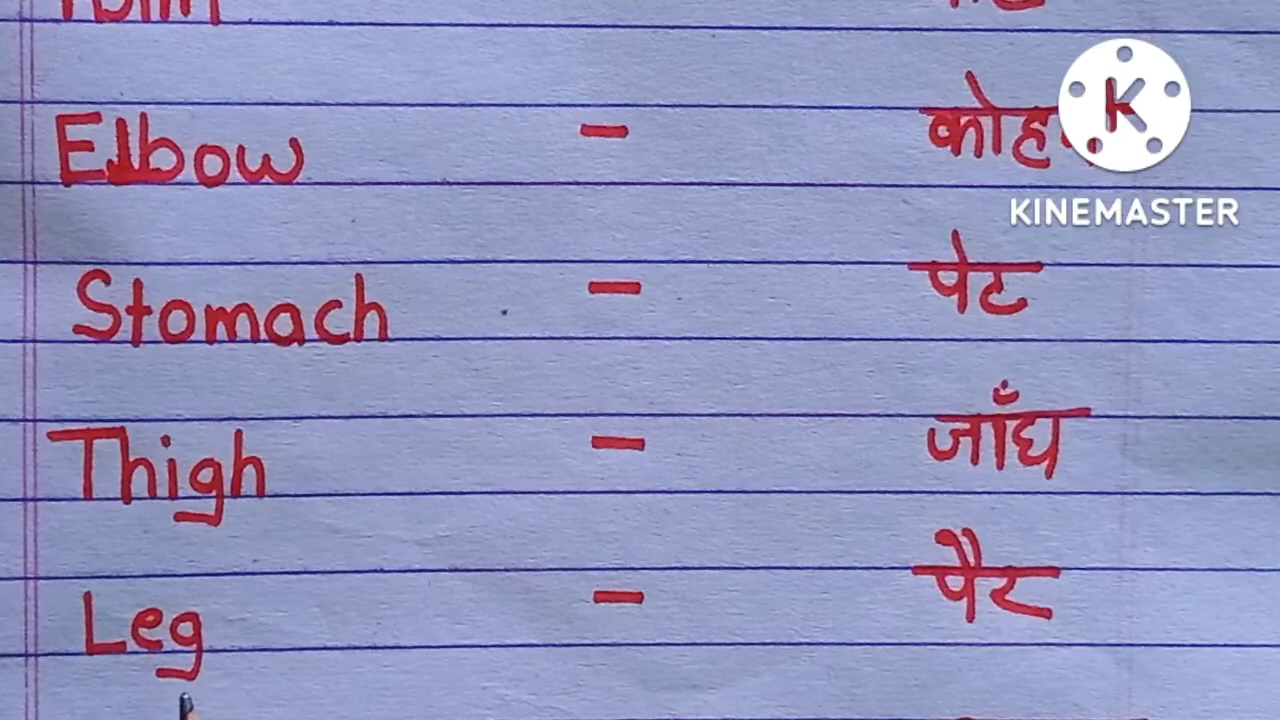 Elbow -
Stomach - पेट
Thigh - जाँघ
Leg - पैर
K
KINEMASTER